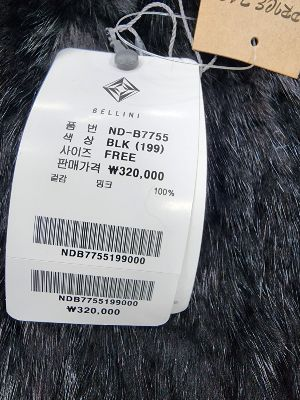 BELLINI
품 번 ND-B7755
색 상 BLK (199)
사이즈 FREE
판매가격 ₩320,000
겉감 밍크 100%
NDB7755199000
NDB7755199000
₩320,000